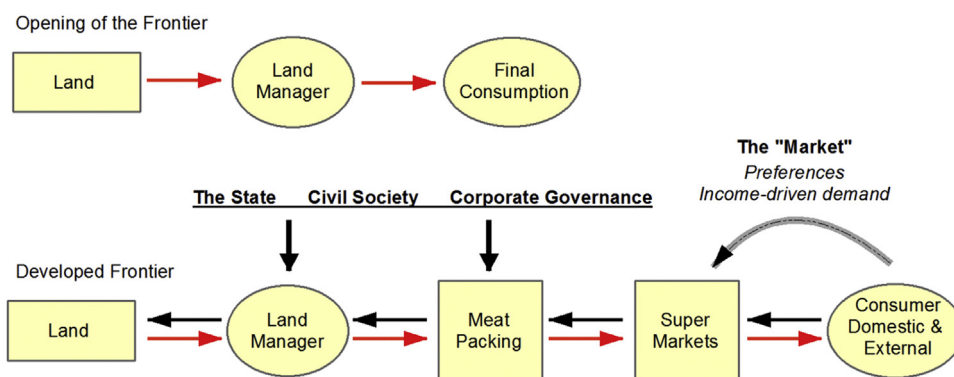 Opening of the Frontier
Land
Land
Manager
Final
Consumption
The "Market"
Preferences
Income-driven demand
The State Civil Society Corporate Governance
Developed Frontier
Land
Land
Manager
Meat
Packing
Super
Markets
Consumer
Domestic &
External